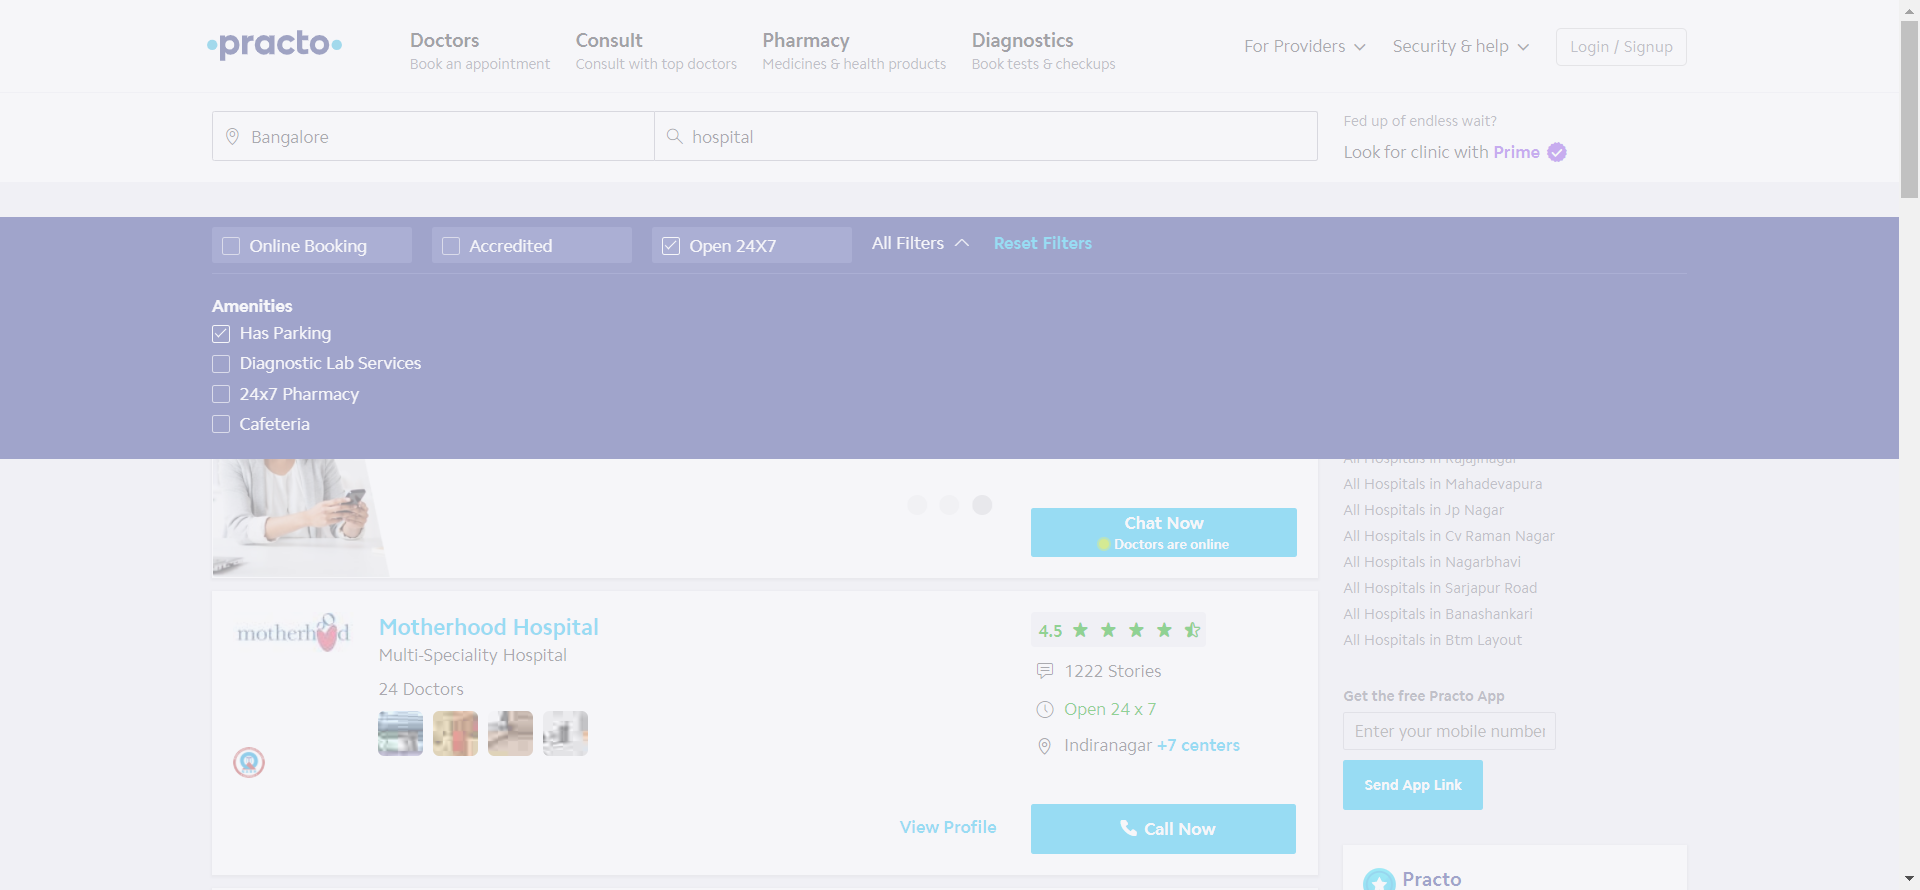 practo
Doctors
Book an appointment
Consult
Consult with top doctors
Pharmacy
Medicines & health products
Diagnostics
Book tests & checkups
For Providers
Security & help
Login / Signup
Bangalore
hospital
Fed up of endless wait?
Look for clinic with Prime
Online Booking
Accredited
Open 24X7
All Filters
Reset Filters
Amenities
Has Parking
Diagnostic Lab Services
24x7 Pharmacy
Cafeteria
Chat Now
Doctors are online
All Hospitals in Rajajinagar
All Hospitals in Mahadevapura
All Hospitals in Jp Nagar
All Hospitals in Cv Raman Nagar
All Hospitals in Nagarbhavi
All Hospitals in Sarjapur Road
All Hospitals in Banashankari
All Hospitals in Btm Layout
motherhood
Motherhood Hospital
Multi-Speciality Hospital
24 Doctors
4.5
1222 Stories
Open 24 x 7
Indiranagar +7 centers
View Profile
Call Now
Get the free Practo App
Enter your mobile number
Send App Link
Practo